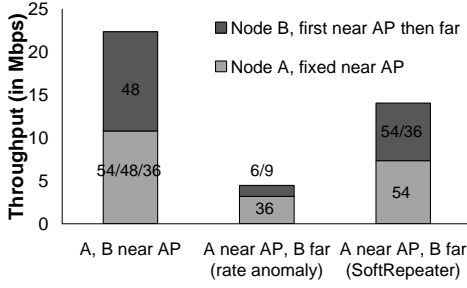 Throughput (in Mbps)
25
20
15
10
5
0
Node B, first near AP then far
Node A, fixed near AP
48
54/48/36
6/9
36
54/36
54
A, B near AP
A near AP, B far
(rate anomaly)
A near AP, B far
(SoftRepeater)